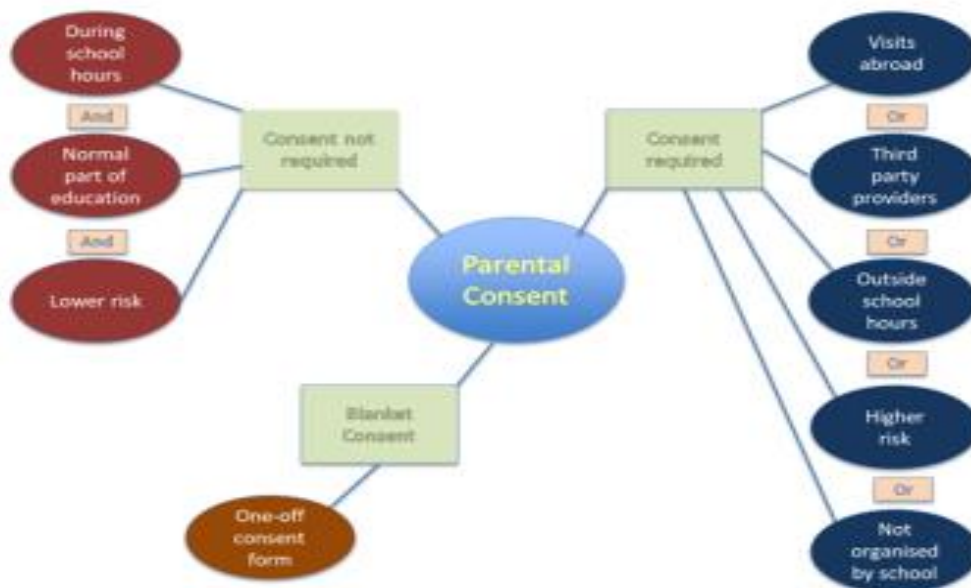 During
school
hours
And
Normal
part of
education
And
Lower risk
Consent not
required
Parental
Consent
Blanket
Consent
One-off
consent
form
Consent
required
Visits
abroad
Or
Third
party
providers
Or
Outside
school
hours
Or
Higher
risk
Or
Not
organised
by school